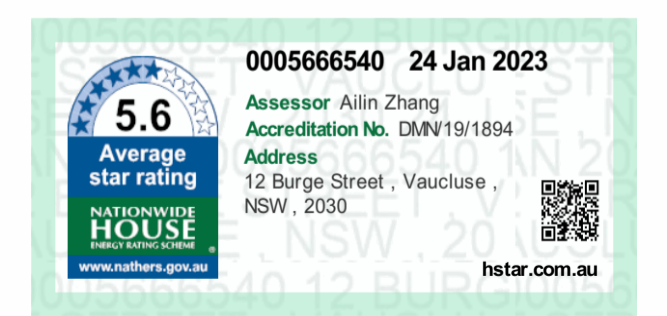 0005666540 24 Jan 2023
5.6
Average
star rating
NATIONWIDE
HOUSE
ENERGY RATING SCHEME
www.nathers.gov.au
Assessor Ailin Zhang
Accreditation No. DMN/19/1894
Address
12 Burge Street , Vaucluse ,
NSW , 2030
hstar.com.au